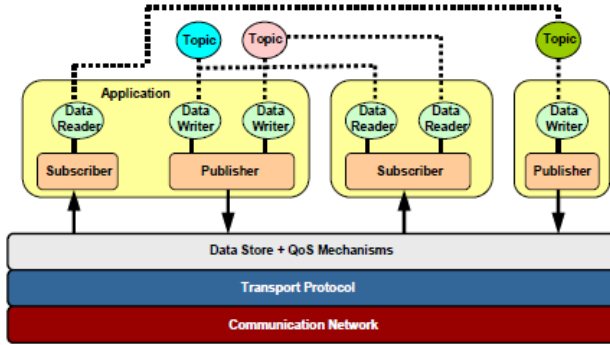 Topic
Topic
Topic
Application
Data
Reader
Data
Writer
Data
Writer
Data
Reader
Data
Reader
Data
Writer
Subscriber
Publisher
Subscriber
Publisher
Data Store + QoS Mechanisms
Transport Protocol
Communication Network